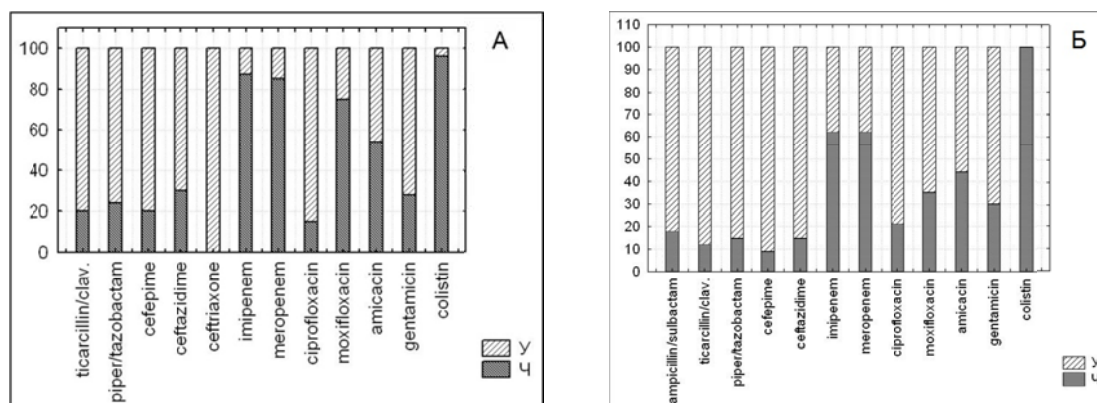 А
100
80
60
40
20
0
ticarcillin/clav.
piper/tazobactam
cefepime
ceftazidime
ceftriaxone
imipenem
meropenem
ciprofloxacin
moxifloxacin
amicacin
gentamicin
colistin
У
Ч
Б
110
100
90
80
70
60
50
40
30
20
10
0
ampicillin/sulbactam
ticarcillin/clav.
piper/tazobactam
cefepime
ceftazidime
imipenem
meropenem
ciprofloxacin
moxifloxacin
amicacin
gentamicin
colistin
У
Ч